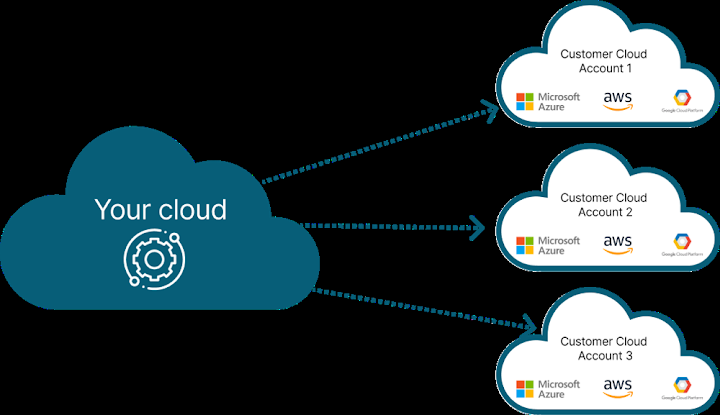 Your cloud
Customer Cloud
Account 1
Microsoft
Azure
aws
Google Cloud Platform
Customer Cloud
Account 2
Microsoft
Azure
aws
Google Cloud Platform
Customer Cloud
Account 3
Microsoft
Azure
aws
Google Cloud Platform